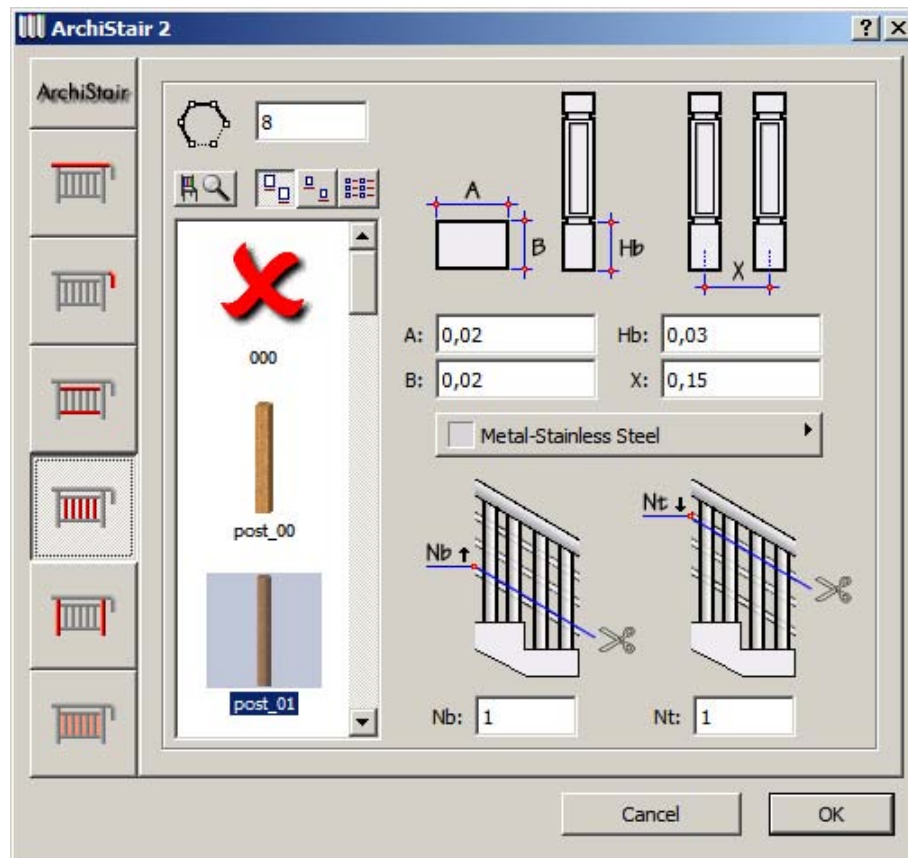 ArchiStair 2
ArchiStair
8
000
post_00
post_01
A
B
Hb
X
A: 0,02 Hb: 0,03
B: 0,02 X: 0,15
Metal-Stainless Steel
Nb
Nt
Nb: 1 Nt: 1
Cancel OK